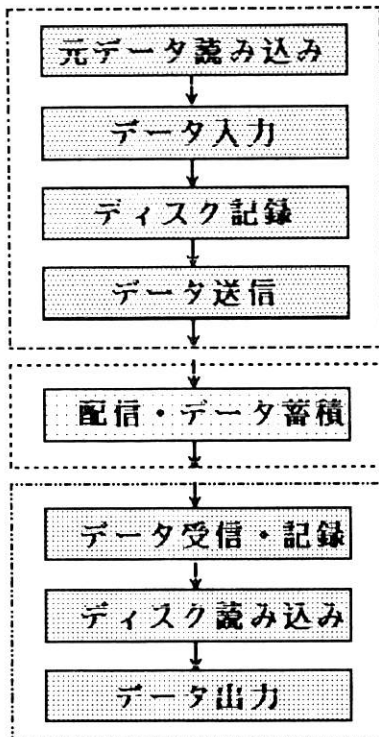 元データ読み込み
データ入力
ディスク記録
データ送信
配信・データ蓄積
データ受信・記録
ディスク読み込み
データ出力